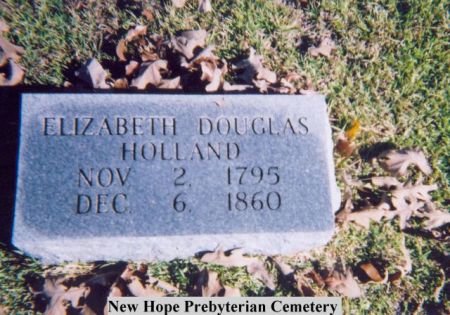 ELIZABETH DOUGLAS
HOLLAND
NOV 2, 1795
DEC. 6, 1860
New Hope Prebyterian Cemetery